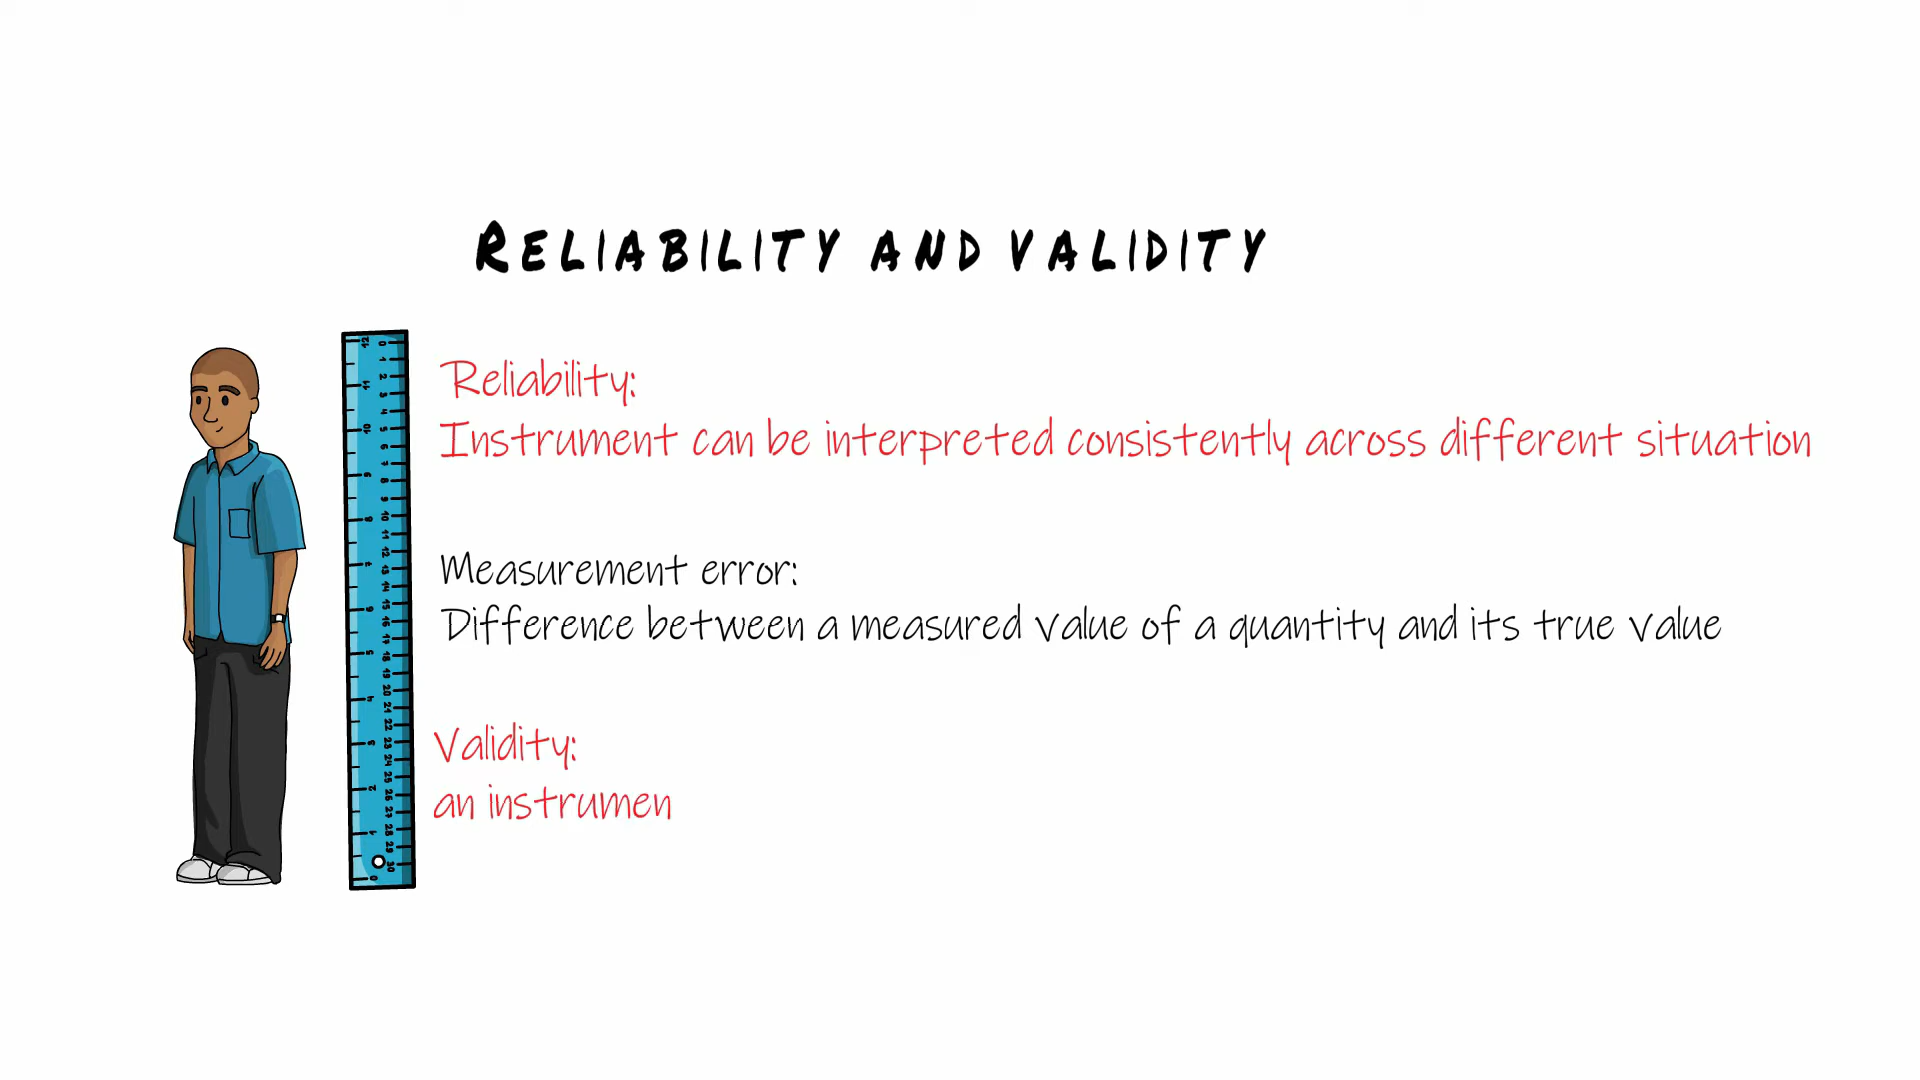 RELIABILITY AND VALIDITY
Reliability:
Instrument can be interpreted consistently across different situation
Measurement error:
Difference between a measured value of a quantity and its true value
Validity:
an instrumen